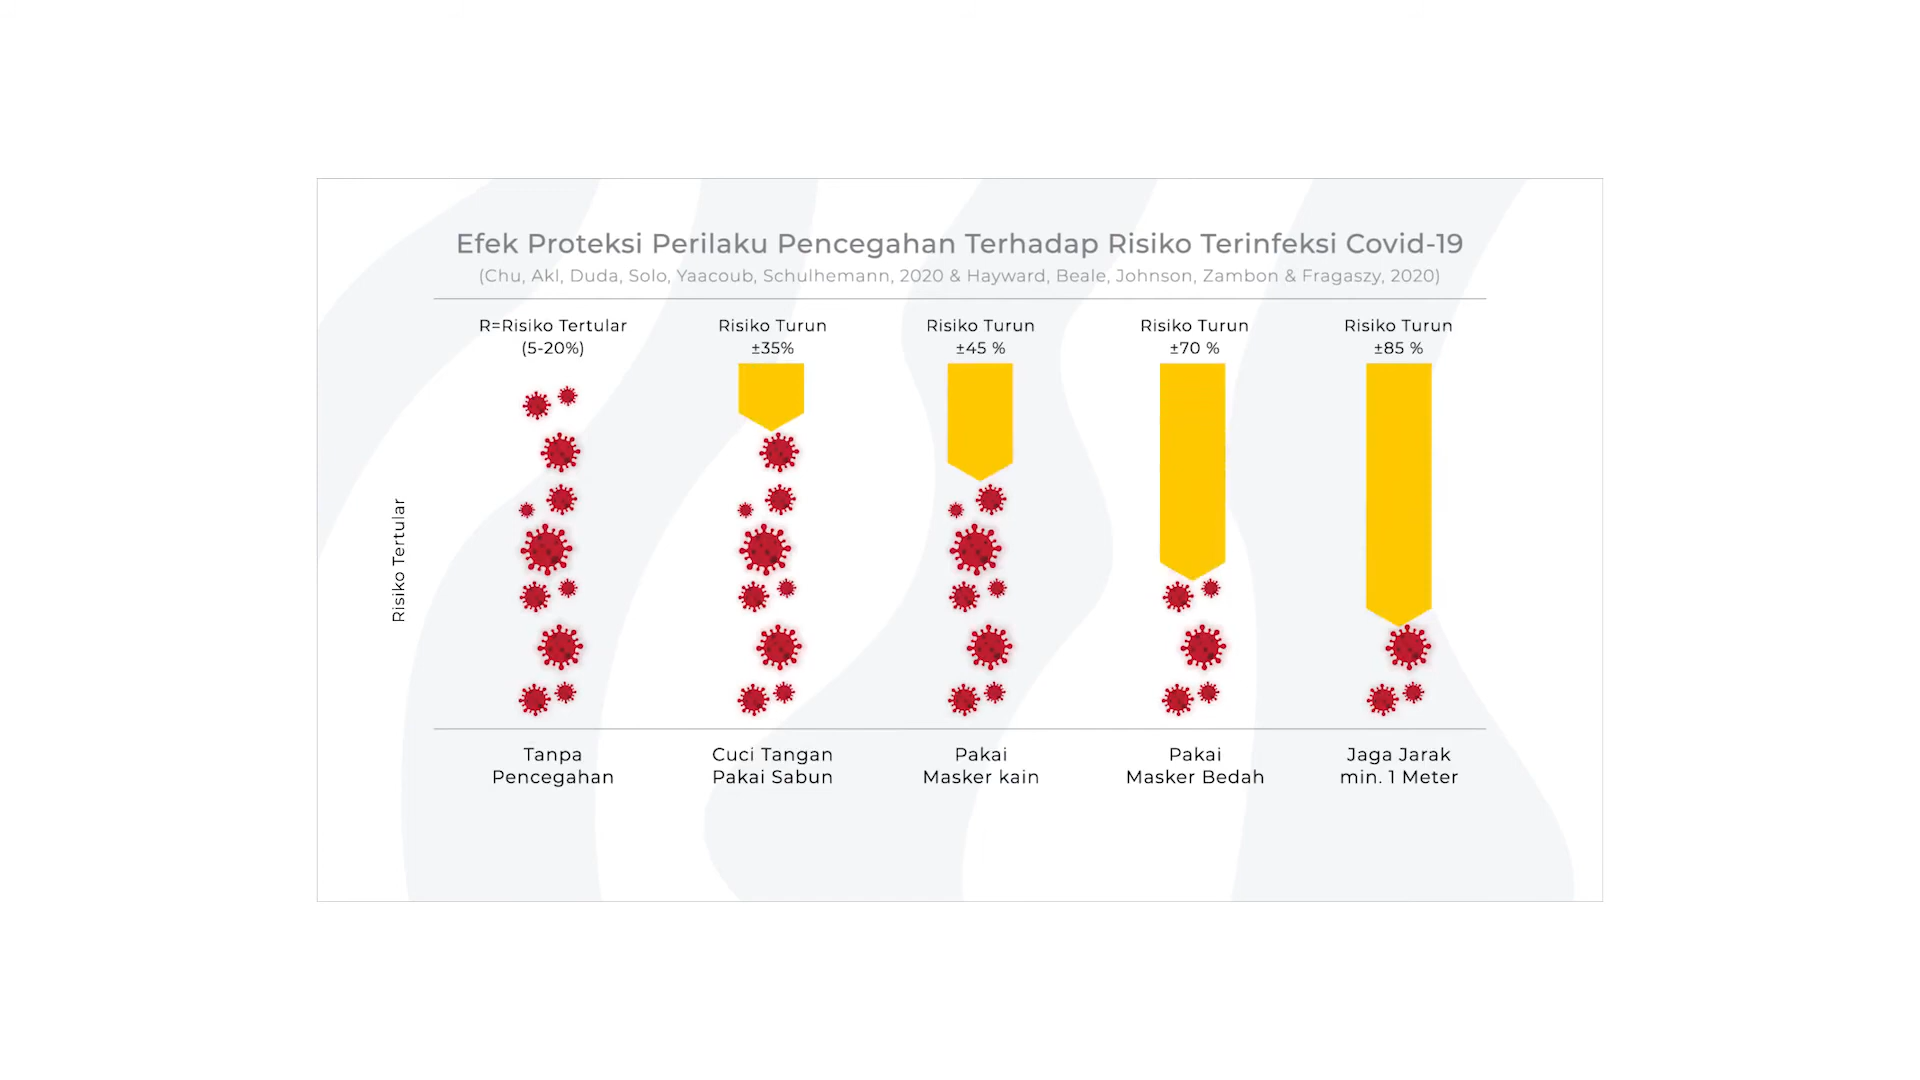 Efek Proteksi Perilaku Pencegahan Terhadap Risiko Terinfeksi Covid-19
(Chu, Akl, Duda, Solo, Yaacoub, Schulhemann, 2020 & Hayward, Beale, Johnson, Zambon & Fragaszy, 2020)
R=Risiko Tertular
(5-20%)
Risiko Turun
±35%
Risiko Turun
±45 %
Risiko Turun
±70 %
Risiko Turun
±85 %
Risiko Tertular
Tanpa
Pencegahan
Cuci Tangan
Pakai Sabun
Pakai
Masker kain
Pakai
Masker Bedah
Jaga Jarak
min. 1 Meter